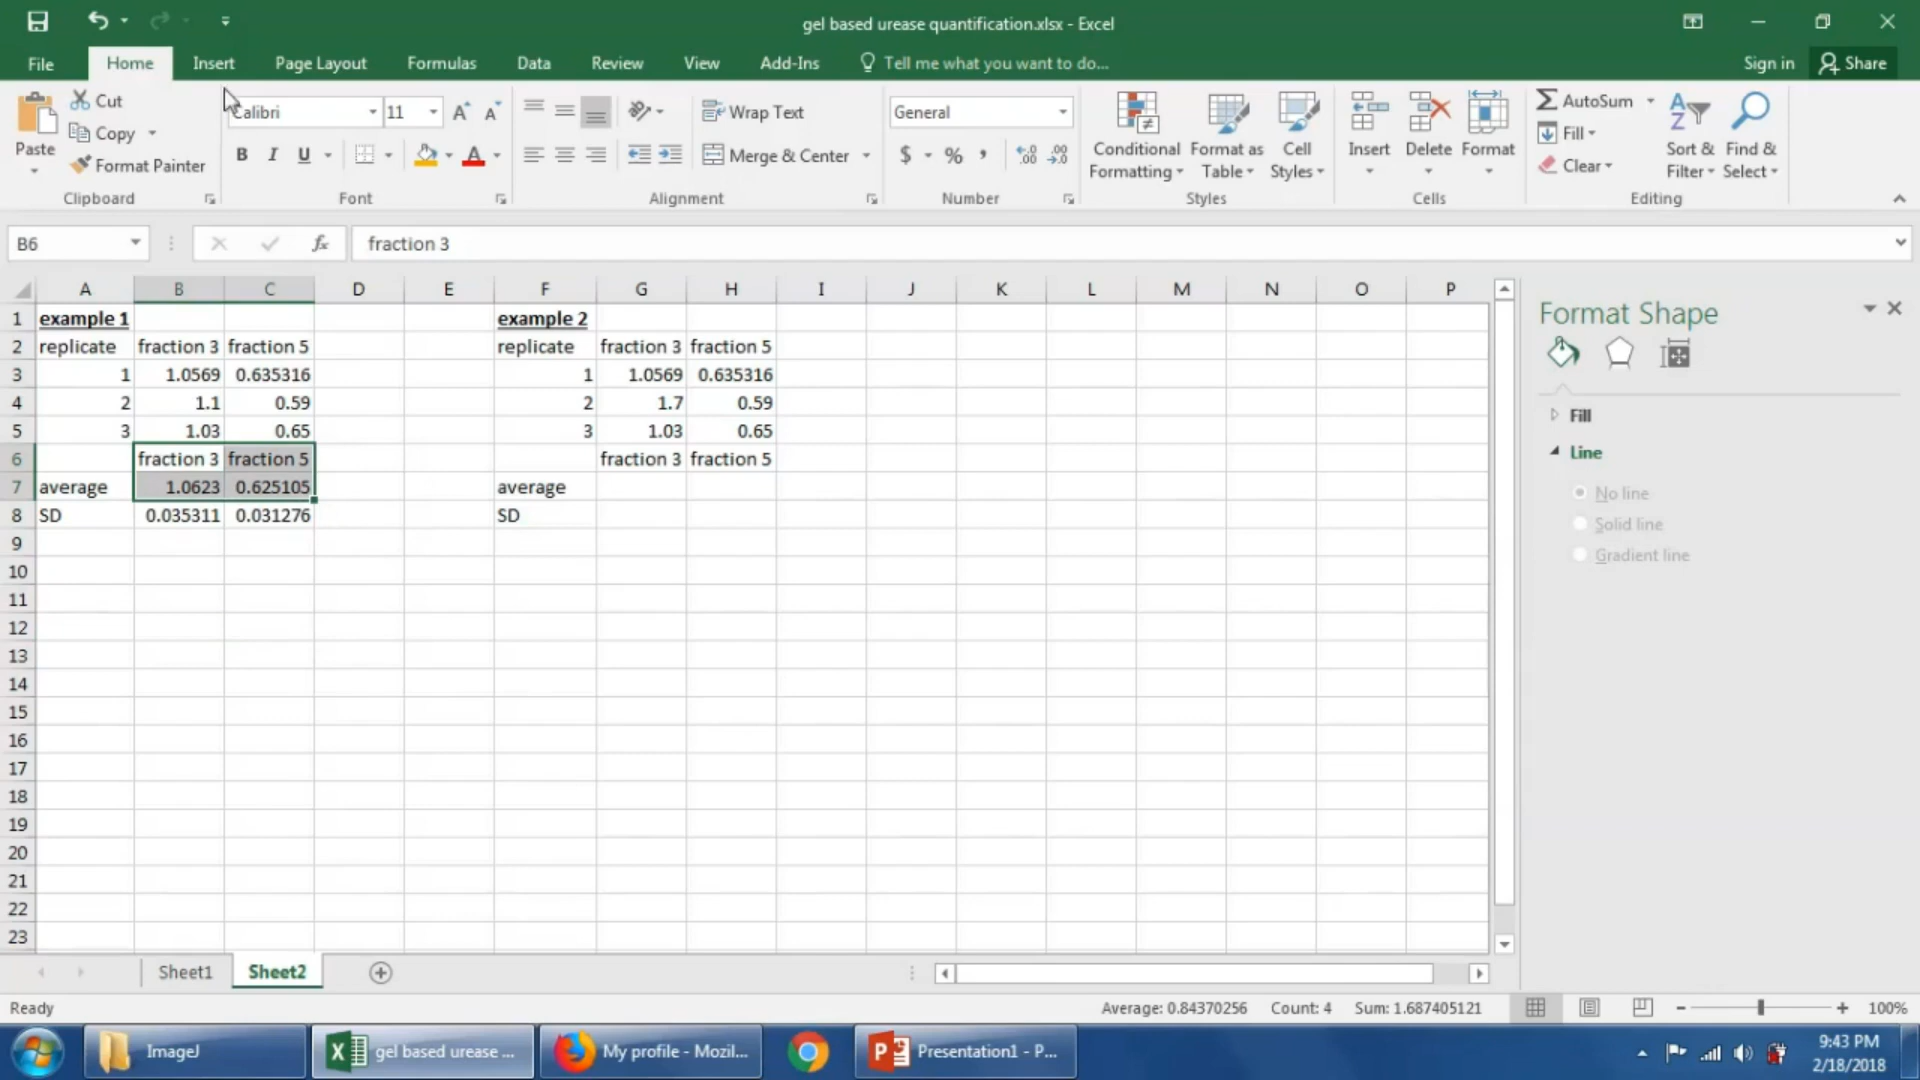 gel based urease quantification.xlsx - Excel
File Home Insert Page Layout Formulas Data Review View Add-Ins Tell me what you want to do... Sign in Share
Cut
Copy
Format Painter
Paste
Clipboard
Calibri 11 A A
B I U A
Font
Wrap Text
Merge & Center
Alignment
General
$ % , .00
Number
Conditional Formatting
Format as Table
Cell Styles
Styles
Insert Delete Format
Cells
AutoSum
Fill
Clear
Sort & Filter
Find & Select
Editing
B6 fx fraction 3
A B C D E F G H I J K L M N O P
1 example 1 example 2
2 replicate fraction 3 fraction 5 replicate fraction 3 fraction 5
3 1 1.0569 0.635316 1 1.0569 0.635316
4 2 1.1 0.59 2 1.7 0.59
5 3 1.03 0.65 3 1.03 0.65
6 fraction 3 fraction 5 fraction 3 fraction 5
7 average 1.0623 0.625105 average
8 SD 0.035311 0.031276 SD
9
10
11
12
13
14
15
16
17
18
19
20
21
22
23
Format Shape
Fill
Line
No line
Solid line
Gradient line
Sheet1 Sheet2
Ready Average: 0.84370256 Count: 4 Sum: 1.687405121 100%
ImageJ gel based urease ... My profile - Mozil... Presentation1 - P... 9:43 PM
2/18/2018